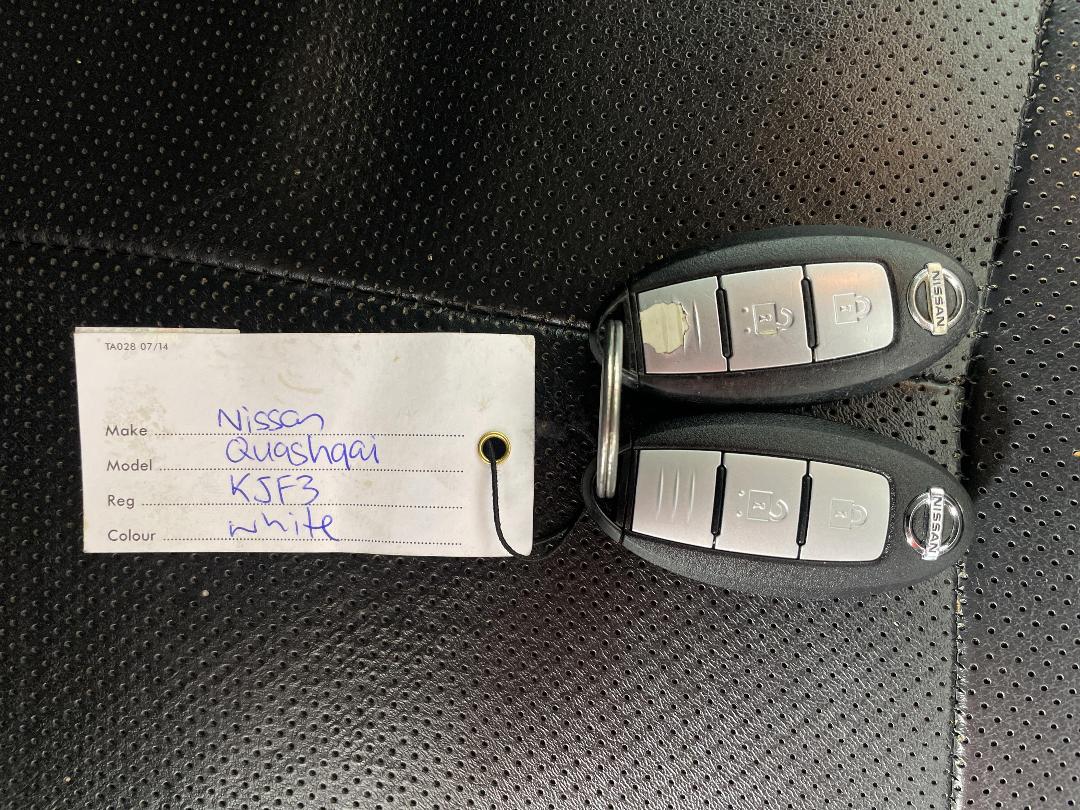 TA028 07/14
Make Nissan
Model Quashqai
Reg KJF3
Colour white
NISSAN
NISSAN